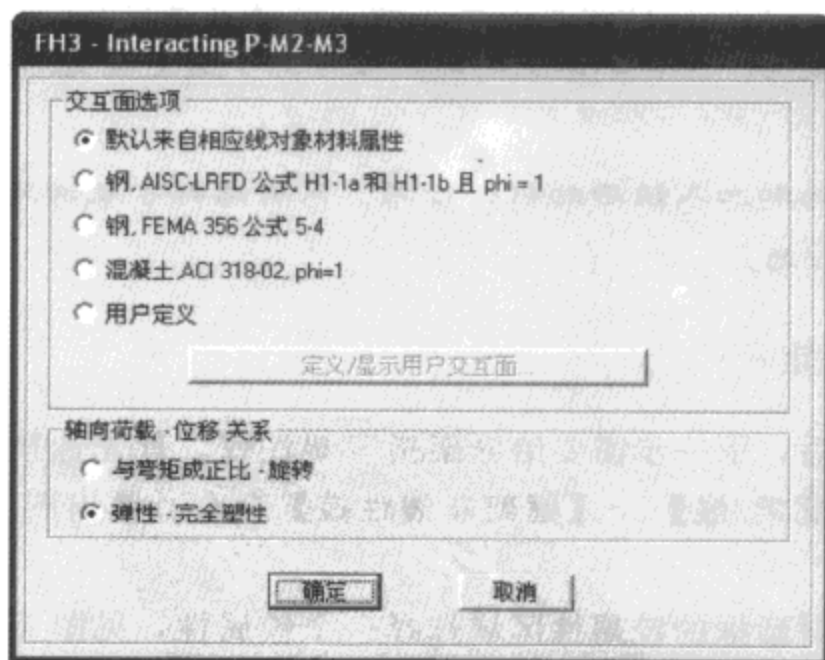 FH3 - Interacting P-M2-M3
交互面选项
默认来自相应线对象材料属性
钢, AISC-LRFD 公式 H1-1a 和 H1-1b 且 phi = 1
钢, FEMA 356 公式 5-4
混凝土,ACI 318-02, phi=1
用户定义
定义/显示用户交互面...
轴向荷载 - 位移 关系
与弯矩成正比 - 旋转
弹性 - 完全塑性
确定
取消